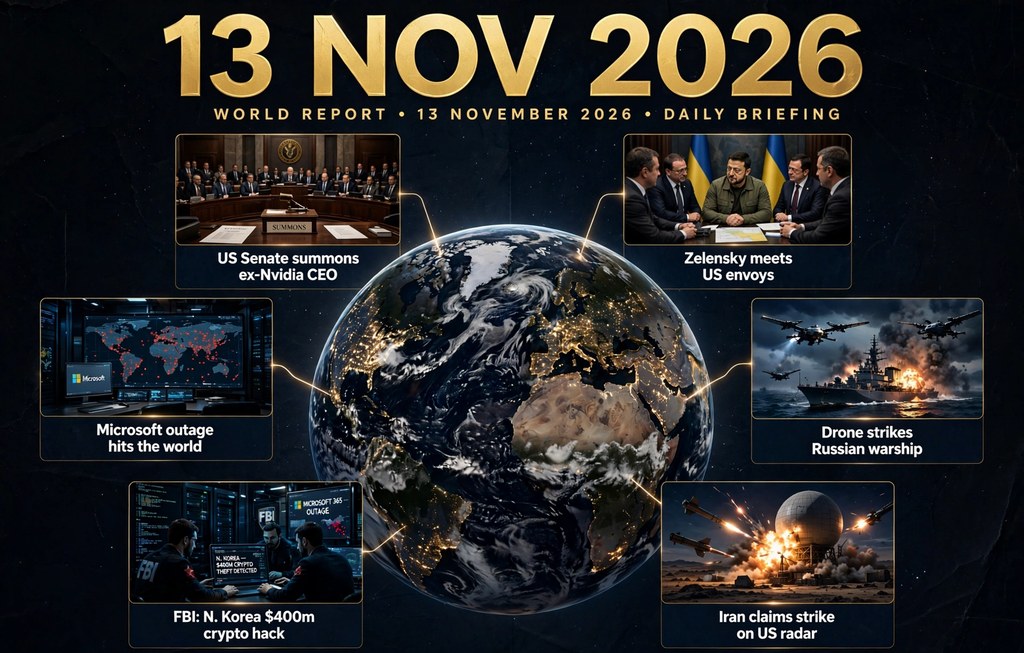 13 NOV 2026
WORLD REPORT • 13 NOVEMBER 2026 • DAILY BRIEFING
SUMMONS
US Senate summons
ex-Nvidia CEO
Zelensky meets
US envoys
Microsoft
Microsoft outage
hits the world
Drone strikes
Russian warship
FBI
FBI
MICROSOFT 365
OUTAGE
N. KOREA —
$400M CRYPTO
THEFT DETECTED
FBI: N. Korea $400m
crypto hack
Iran claims strike
on US radar